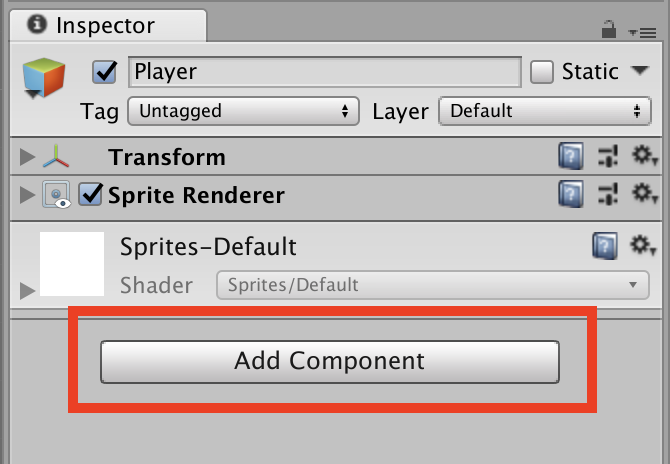 Inspector
Player
Static
Tag Untagged Layer Default
Transform
Sprite Renderer
Sprites-Default
Shader Sprites/Default
Add Component